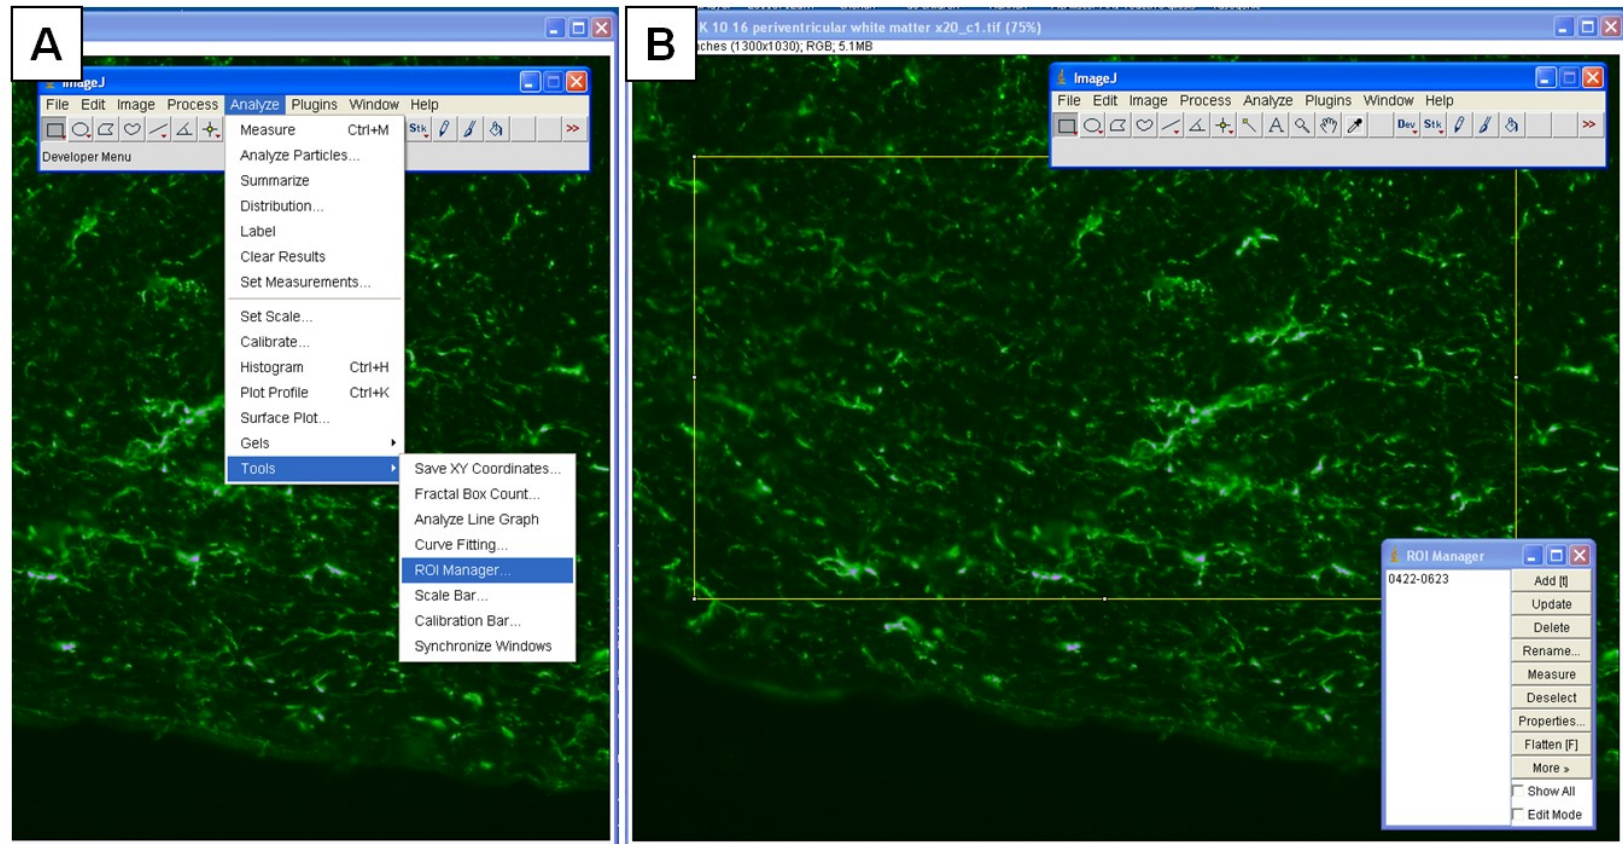 A
ImageJ
File Edit Image Process Analyze Plugins Window Help
Stk
>>
Developer Menu
Measure Ctrl+M
Analyze Particles...
Summarize
Distribution...
Label
Clear Results
Set Measurements...
Set Scale...
Calibrate...
Histogram Ctrl+H
Plot Profile Ctrl+K
Surface Plot...
Gels
Tools
Save XY Coordinates...
Fractal Box Count...
Analyze Line Graph
Curve Fitting...
ROI Manager...
Scale Bar...
Calibration Bar...
Synchronize Windows
B
K 10 16 periventricular white matter x20_c1.tif (75%)
ches (1300x1030); RGB; 5.1MB
ImageJ
File Edit Image Process Analyze Plugins Window Help
A Dev Stk >>
ROI Manager
0422-0623
Add [t]
Update
Delete
Rename...
Measure
Deselect
Properties...
Flatten [F]
More »
Show All
Edit Mode